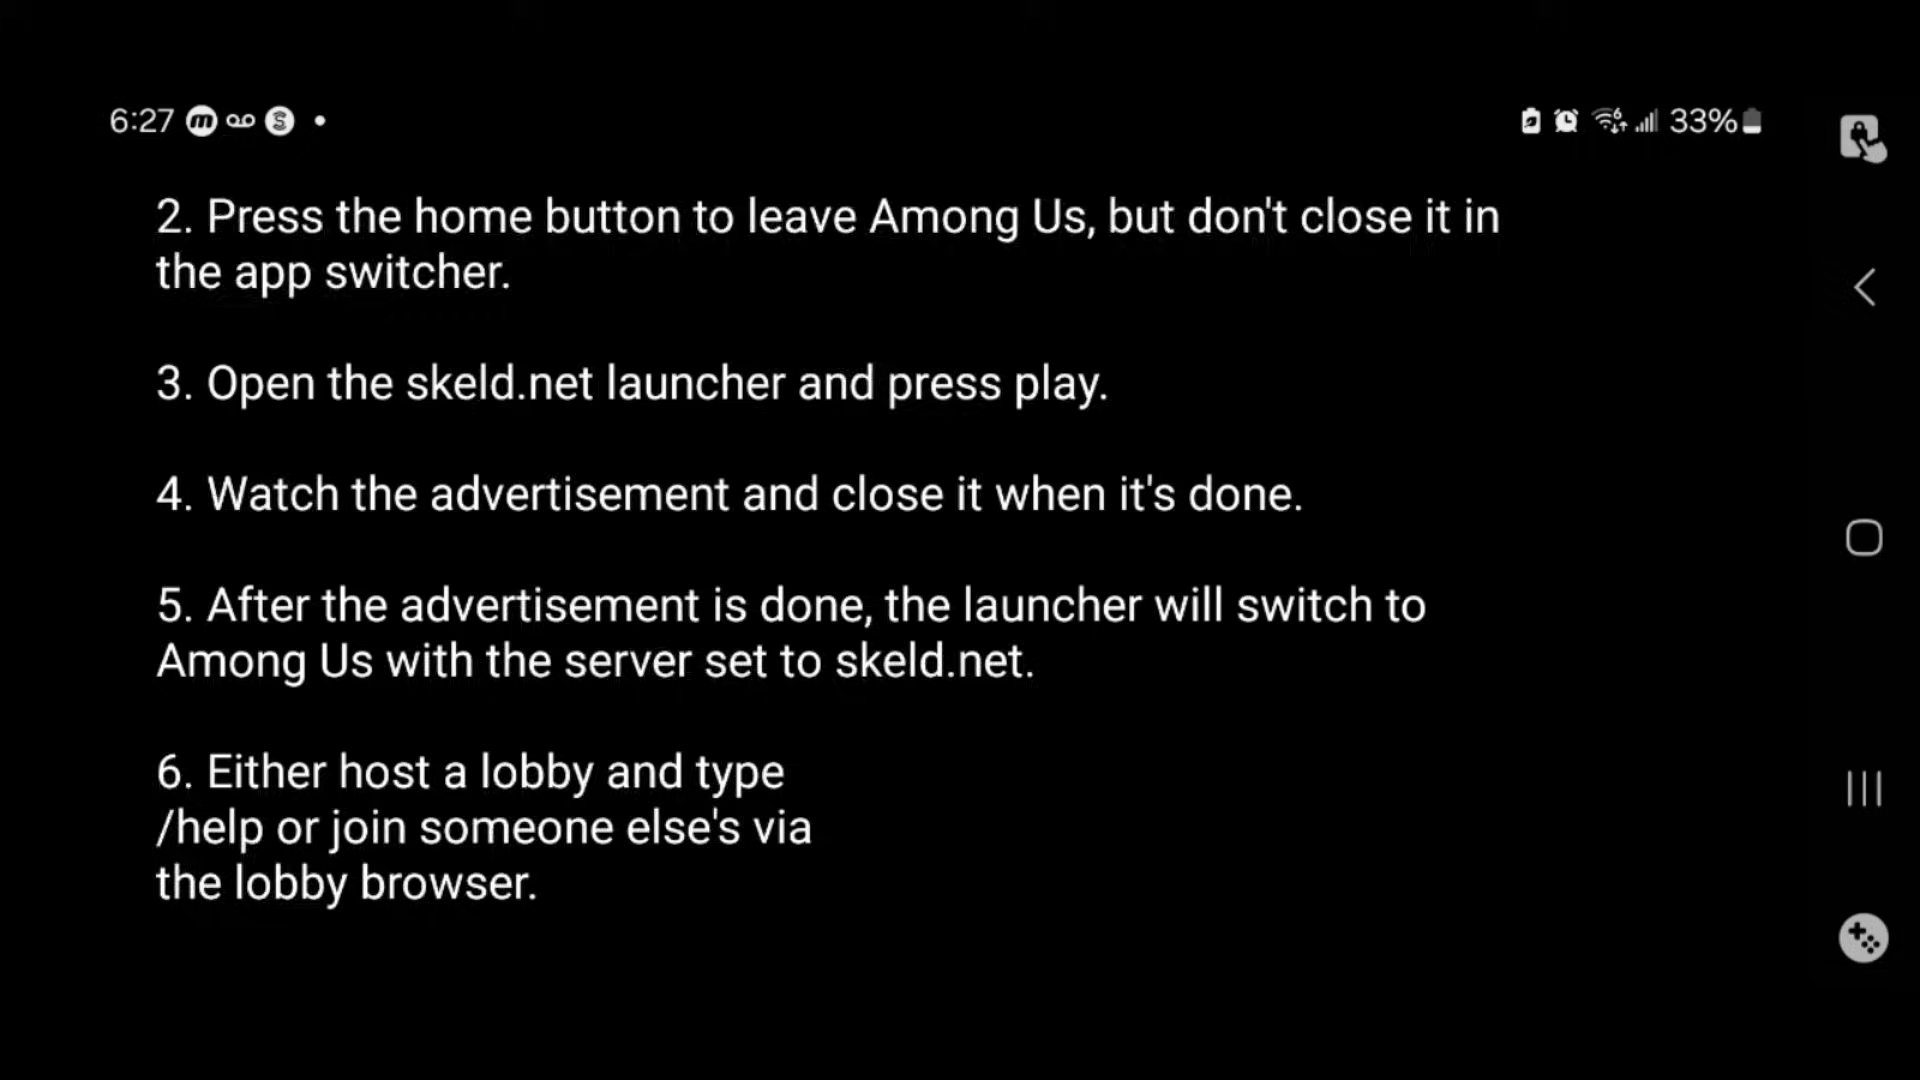 6:27
33%
2. Press the home button to leave Among Us, but don't close it in
the app switcher.
3. Open the skeld.net launcher and press play.
4. Watch the advertisement and close it when it's done.
5. After the advertisement is done, the launcher will switch to
Among Us with the server set to skeld.net.
6. Either host a lobby and type
/help or join someone else's via
the lobby browser.